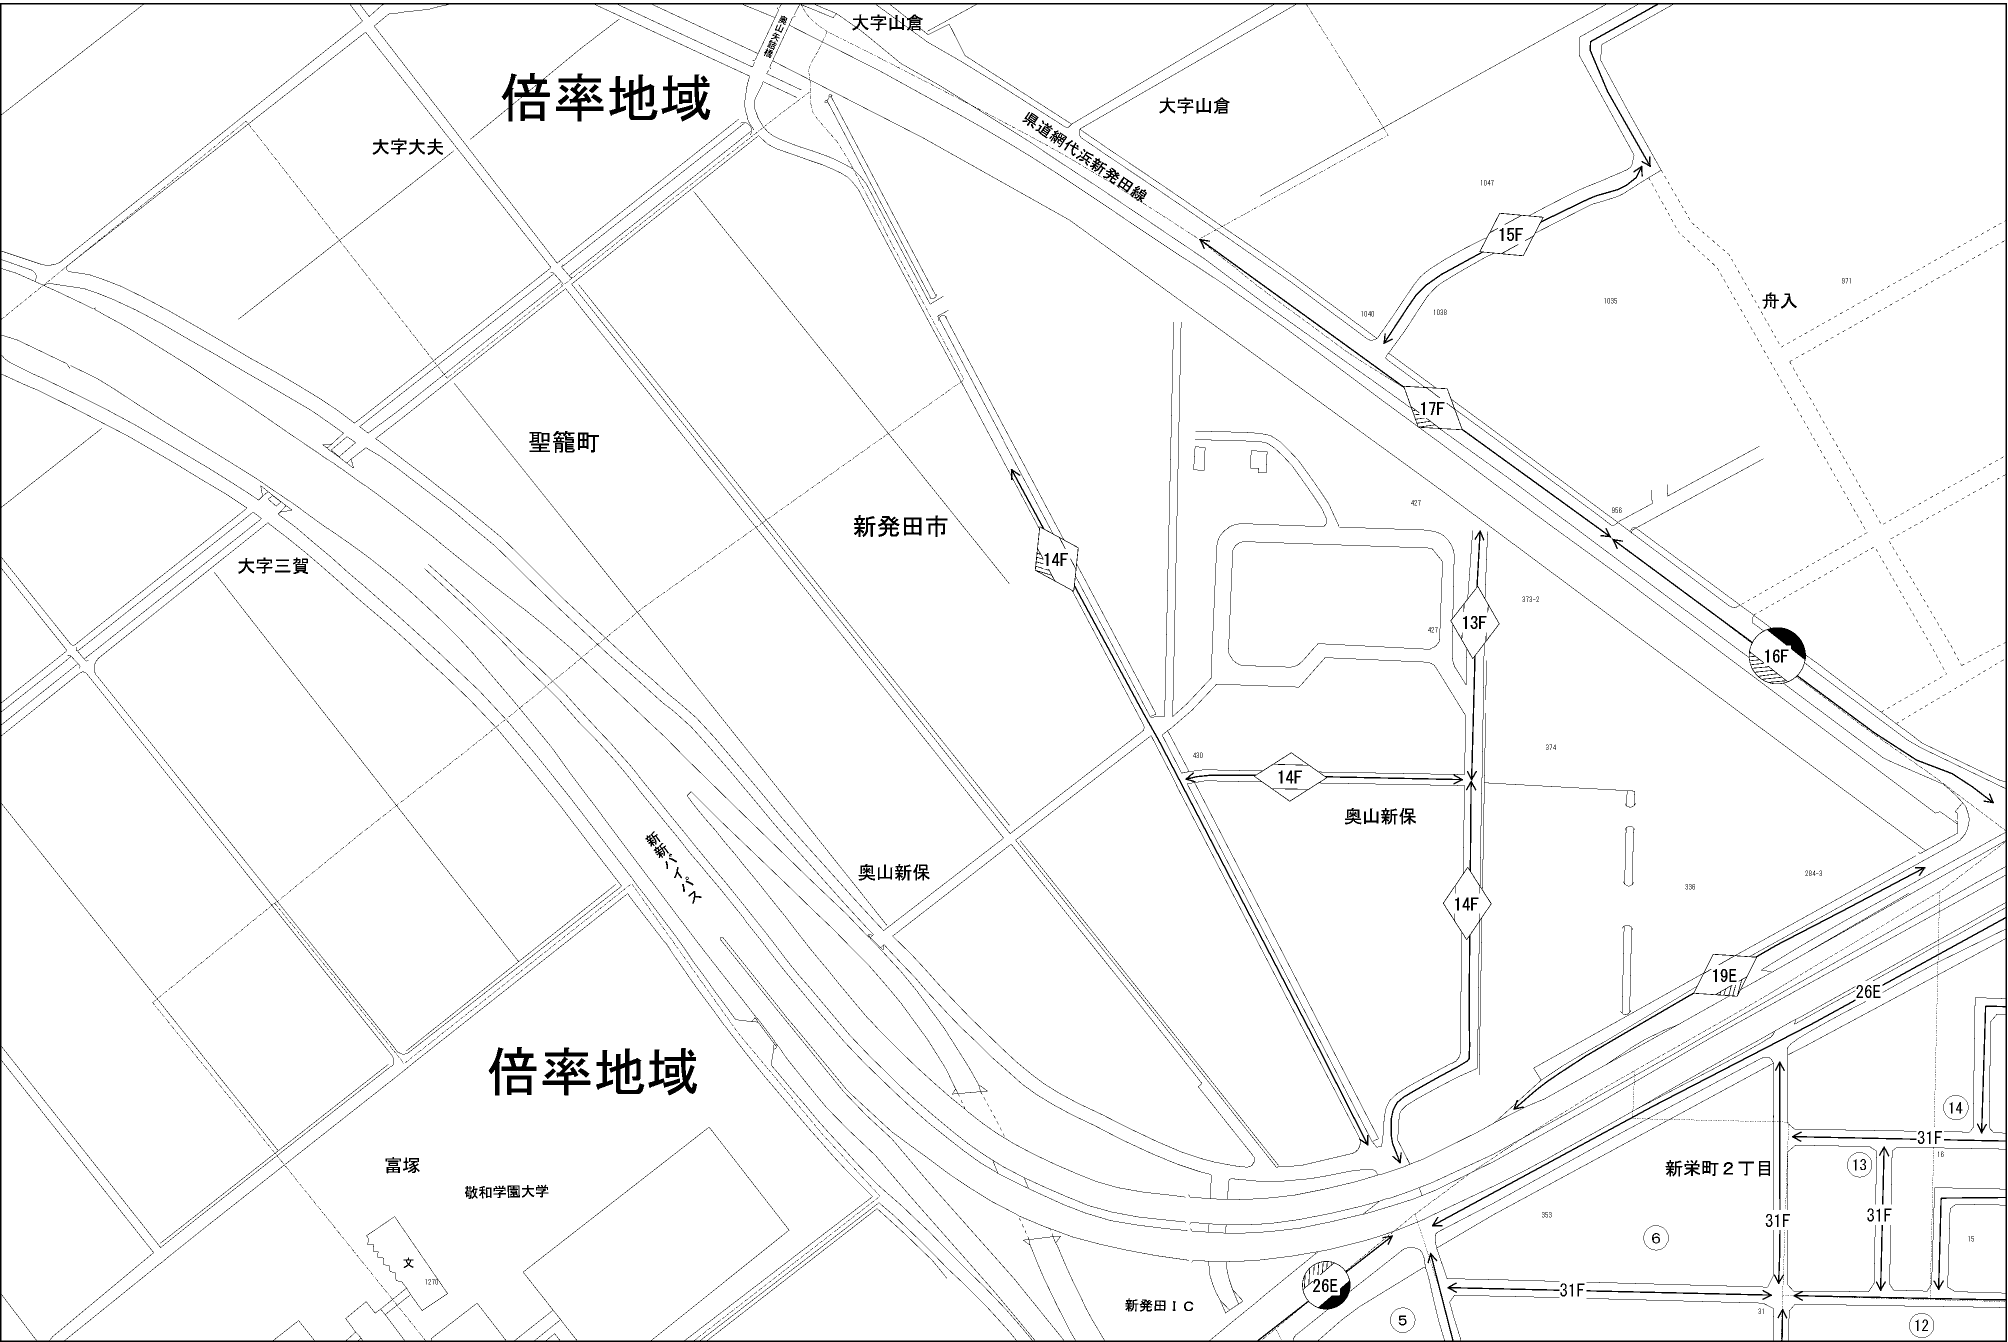 大字山倉
奥山矢詰橋
倍率地域
大字山倉
県道網代浜新発田線
大字大夫
1047
15F
971
舟入
1035
1040
1038
17F
聖籠町
新発田市
427
956
14F
大字三賀
373-2
13F
427
16F
374
430
14F
奥山新保
新新バイパス
奥山新保
336
284-3
14F
19E
26E
倍率地域
14
31F
16
13
富塚
新栄町2丁目
敬和学園大学
353
31F
31F
6
15
文
1270
26E
31F
新発田IC
31
5
12